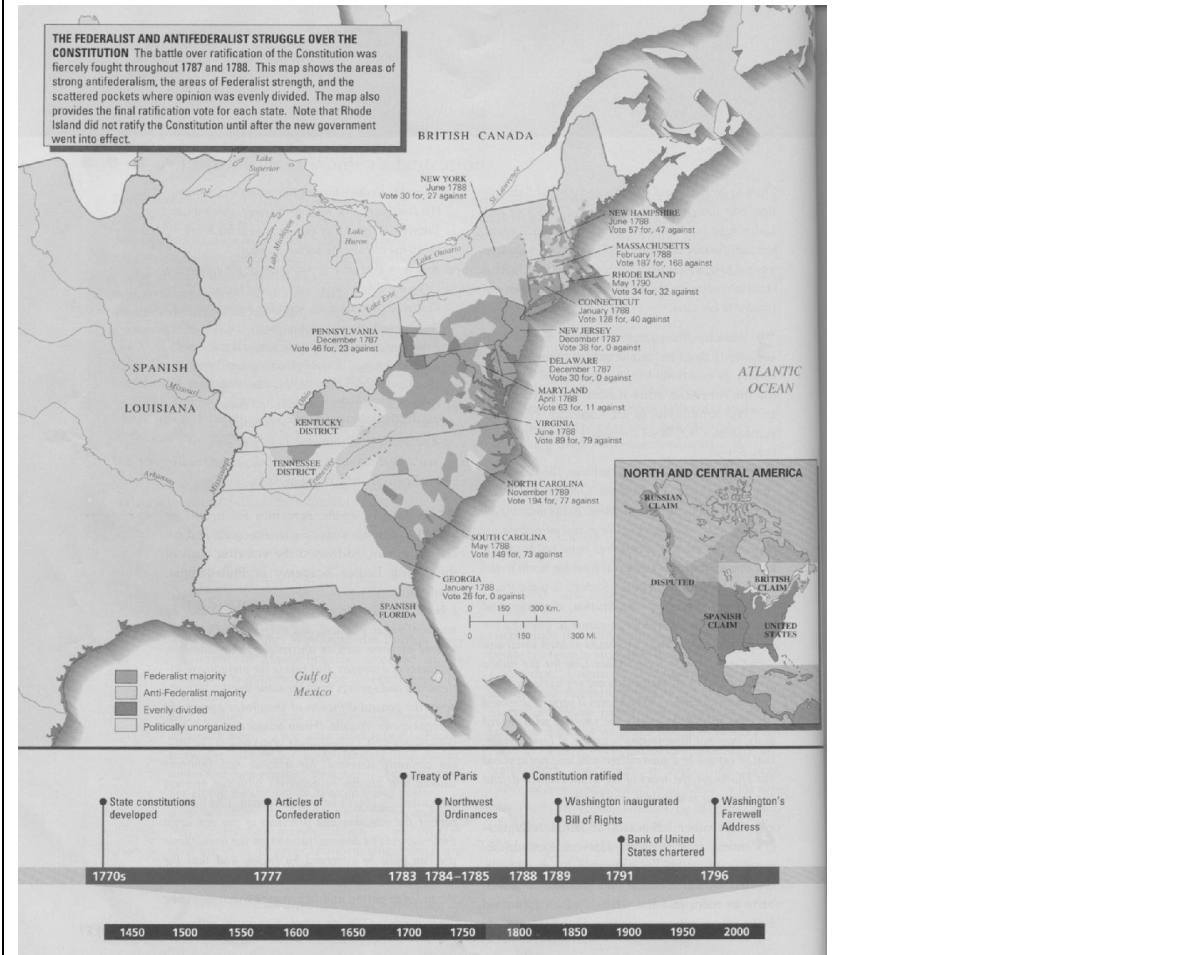 THE FEDERALIST AND ANTIFEDERALIST STRUGGLE OVER THE
CONSTITUTION The battle over ratification of the Constitution was
fiercely fought throughout 1787 and 1788. This map shows the areas of
strong antifederalism, the areas of Federalist strength, and the
scattered pockets where opinion was evenly divided. The map also
provides the final ratification vote for each state. Note that Rhode
Island did not ratify the Constitution until after the new government
went into effect.
BRITISH CANADA
Lake
Superior
St. Lawrence
NEW YORK
June 1788
Vote 30 for, 27 against
Lake Michigan
Lake
Huron
Lake Ontario
Lake Erie
NEW HAMPSHIRE
June 1788
Vote 57 for, 47 against
MASSACHUSETTS
February 1788
Vote 187 for, 168 against
RHODE ISLAND
May 1790
Vote 34 for, 32 against
CONNECTICUT
January 1788
Vote 128 for, 40 against
PENNSYLVANIA
December 1787
Vote 46 for, 23 against
NEW JERSEY
December 1787
Vote 38 for, 0 against
DELAWARE
December 1787
Vote 30 for, 0 against
MARYLAND
April 1788
Vote 63 for, 11 against
VIRGINIA
June 1788
Vote 89 for, 79 against
ATLANTIC
OCEAN
SPANISH
LOUISIANA
Missouri
Ohio
KENTUCKY
DISTRICT
TENNESSEE
DISTRICT
Tennessee
Arkansas
Mississippi
NORTH CAROLINA
November 1789
Vote 194 for, 77 against
SOUTH CAROLINA
May 1788
Vote 149 for, 73 against
GEORGIA
January 1788
Vote 26 for, 0 against
0 150 300 Km.
0 150 300 Mi.
SPANISH
FLORIDA
Gulf of
Mexico
Federalist majority
Anti-Federalist majority
Evenly divided
Politically unorganized
NORTH AND CENTRAL AMERICA
RUSSIAN
CLAIM
DISPUTED
BRITISH
CLAIM
SPANISH
CLAIM
UNITED
STATES
Treaty of Paris
Constitution ratified
State constitutions
developed
Articles of
Confederation
Northwest
Ordinances
Washington inaugurated
Bill of Rights
Bank of United
States chartered
Washington's
Farewell
Address
1770s 1777 1783 1784–1785 1788 1789 1791 1796
1450 1500 1550 1600 1650 1700 1750 1800 1850 1900 1950 2000